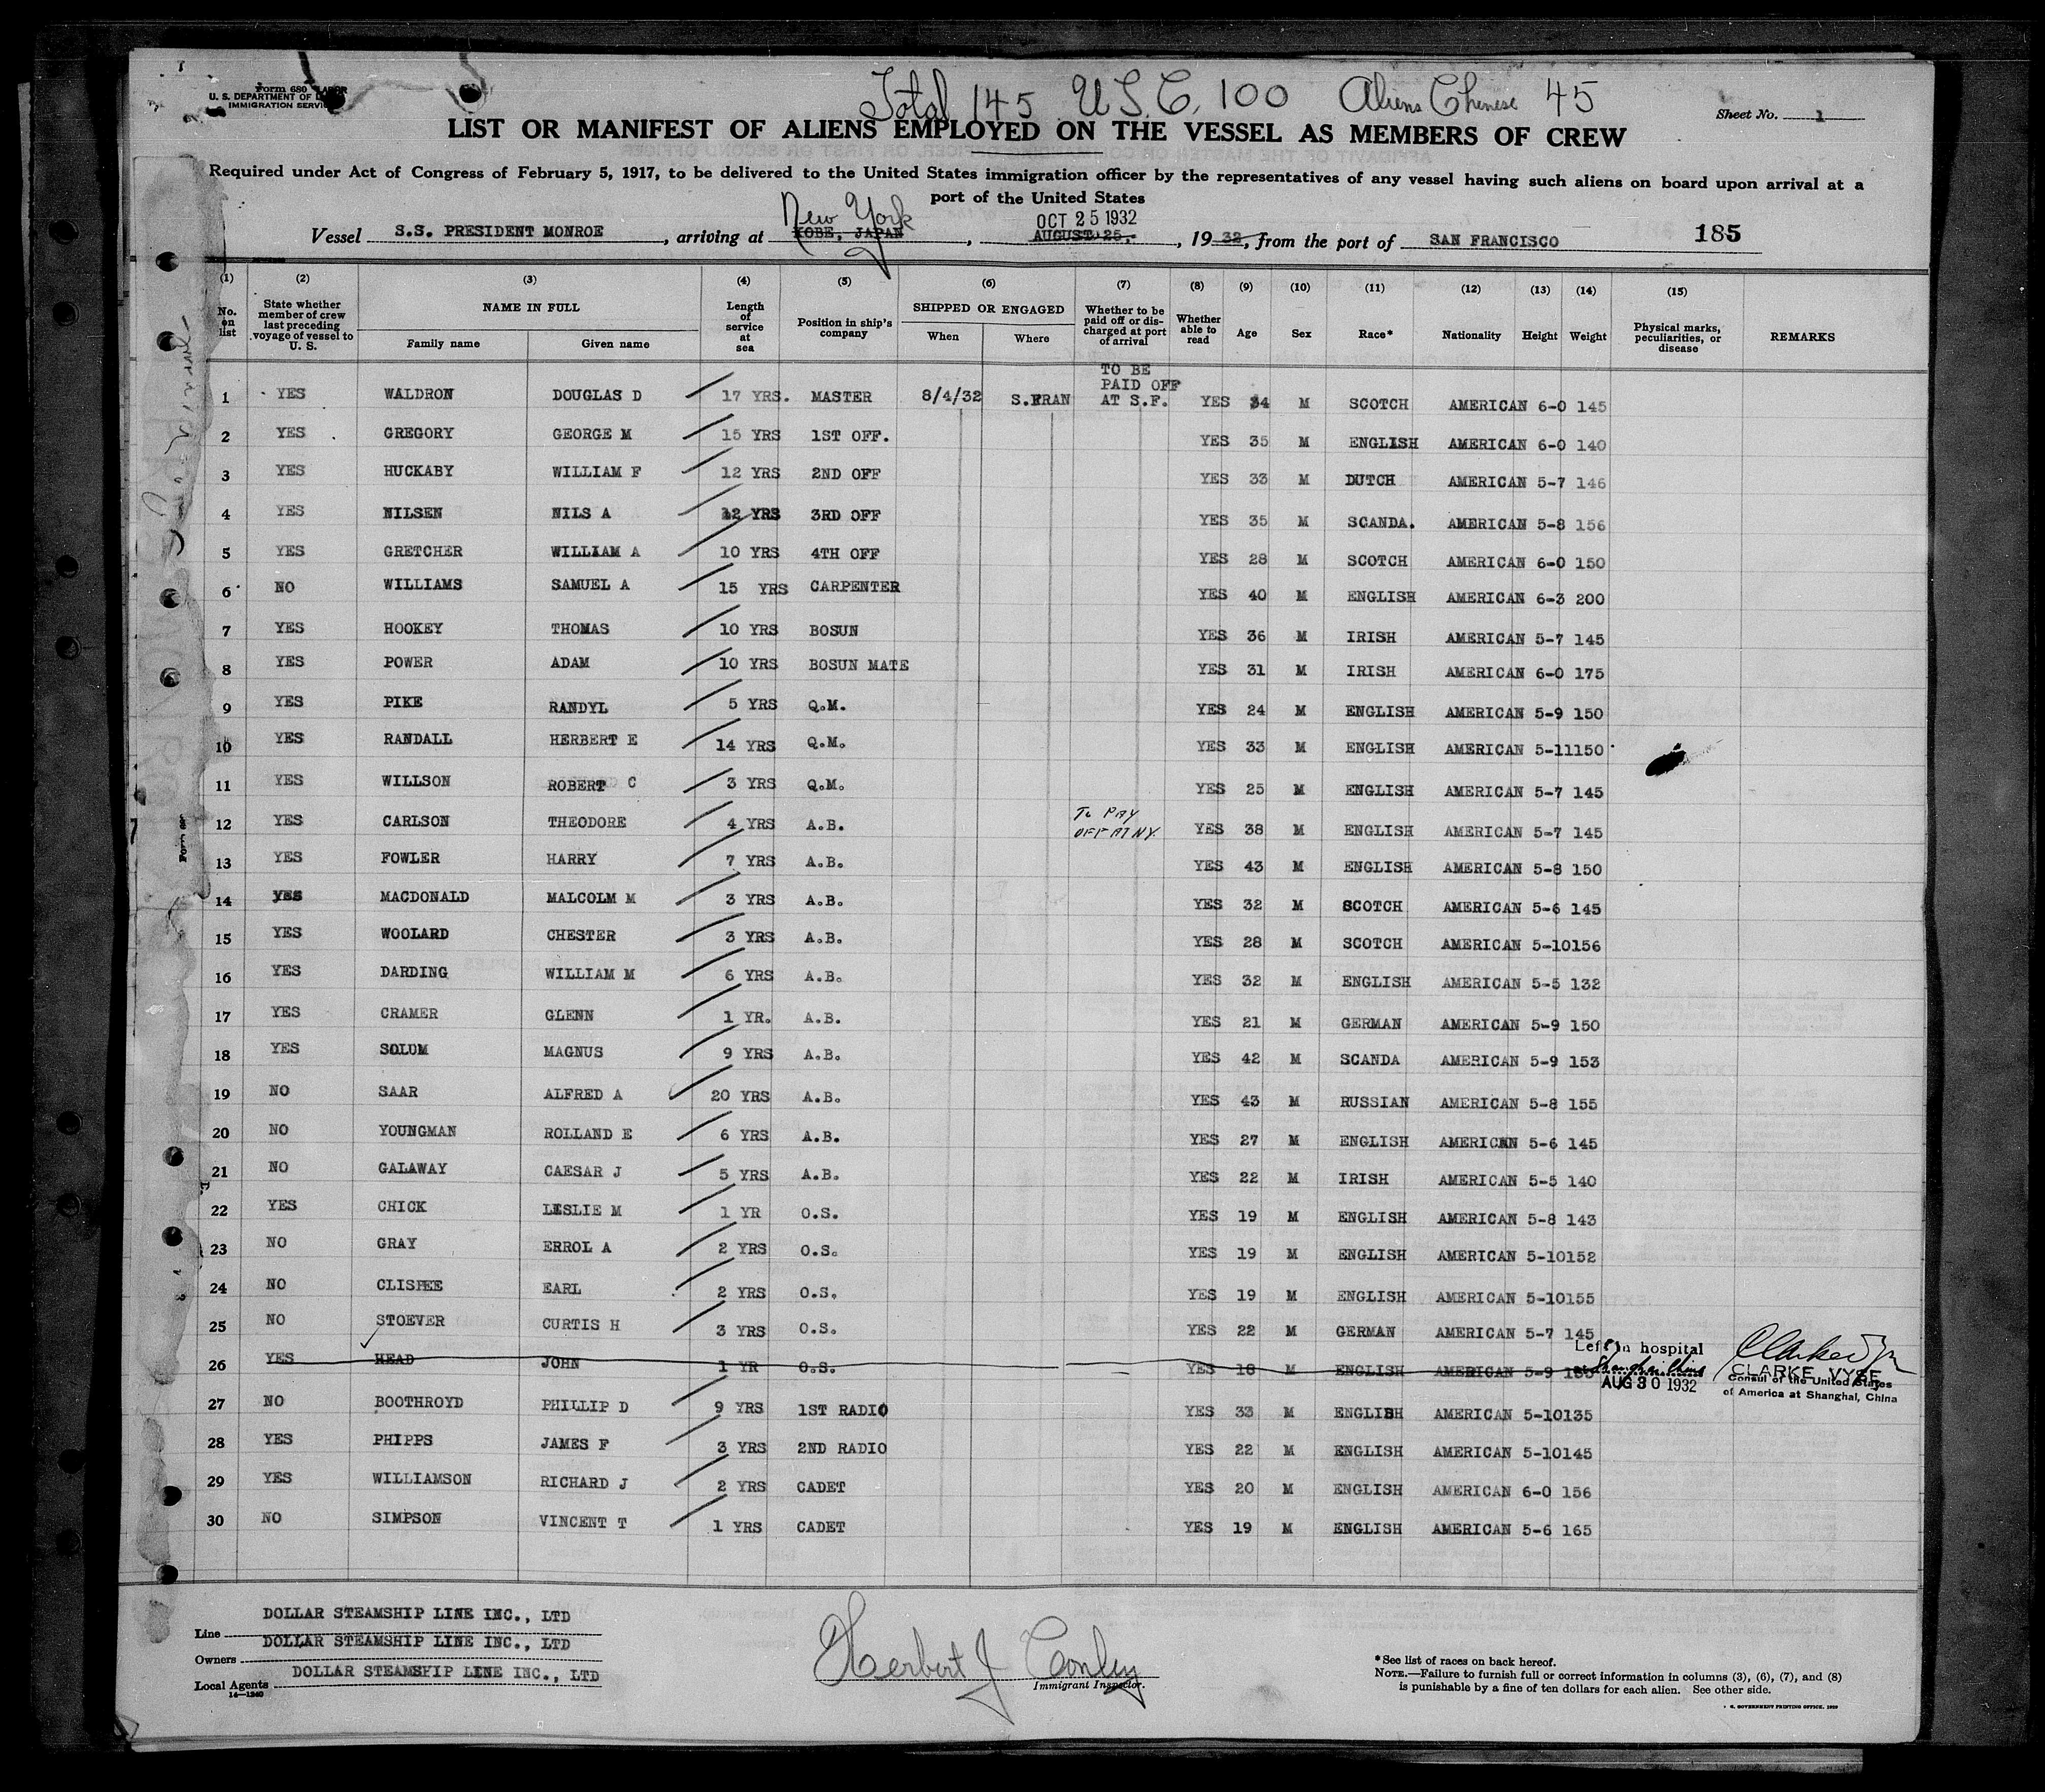 Form 680
U. S. DEPARTMENT OF LABOR
IMMIGRATION SERVICE
Total 145 U.S.C. 100 Aliens Chinese 45
Sheet No. 1
LIST OR MANIFEST OF ALIENS EMPLOYED ON THE VESSEL AS MEMBERS OF CREW
Required under Act of Congress of February 5, 1917, to be delivered to the United States immigration officer by the representatives of any vessel having such aliens on board upon arrival at a
port of the United States
New York
OCT 25 1932
Vessel S.S. PRESIDENT MONROE, arriving at KOBE, JAPAN, AUGUST 25, 1932, from the port of SAN FRANCISCO 185
(1) (2) (3) (4) (5) (6) (7) (8) (9) (10) (11) (12) (13) (14) (15)
No. on list
State whether member of crew last preceding voyage of vessel to U. S.
NAME IN FULL
Family name
Given name
Length of service at sea
Position in ship's company
SHIPPED OR ENGAGED
When
Where
Whether to be paid off or discharged at port of arrival
Whether able to read
Age
Sex
Race*
Nationality
Height
Weight
Physical marks, peculiarities, or disease
REMARKS
TO BE
PAID OFF
1 YES WALDRON DOUGLAS D 17 YRS. MASTER 8/4/32 S.FRAN AT S.F. YES 34 M SCOTCH AMERICAN 6-0 145
2 YES GREGORY GEORGE M 15 YRS 1ST OFF. YES 35 M ENGLISH AMERICAN 6-0 140
3 YES HUCKABY WILLIAM F 12 YRS 2ND OFF YES 33 M DUTCH AMERICAN 5-7 146
4 YES NILSEN NILS A 12 YRS 3RD OFF YES 35 M SCANDA. AMERICAN 5-8 156
5 YES GRETCHER WILLIAM A 10 YRS 4TH OFF YES 28 M SCOTCH AMERICAN 6-0 150
6 NO WILLIAMS SAMUEL A 15 YRS CARPENTER YES 40 M ENGLISH AMERICAN 6-3 200
7 YES HOOKEY THOMAS 10 YRS BOSUN YES 36 M IRISH AMERICAN 5-7 145
8 YES POWER ADAM 10 YRS BOSUN MATE YES 31 M IRISH AMERICAN 6-0 175
9 YES PIKE RANDYL 5 YRS Q.M. YES 24 M ENGLISH AMERICAN 5-9 150
10 YES RANDALL HERBERT E 14 YRS Q.M. YES 33 M ENGLISH AMERICAN 5-11150
11 YES WILLSON ROBERT C 3 YRS Q.M. YES 25 M ENGLISH AMERICAN 5-7 145
12 YES CARLSON THEODORE 4 YRS A.B. To PAY OFF AT N.Y. YES 38 M ENGLISH AMERICAN 5-7 145
13 YES FOWLER HARRY 7 YRS A.B. YES 43 M ENGLISH AMERICAN 5-8 150
14 YES MACDONALD MALCOLM M 3 YRS A.B. YES 32 M SCOTCH AMERICAN 5-6 145
15 YES WOOLARD CHESTER 3 YRS A.B. YES 28 M SCOTCH AMERICAN 5-10156
16 YES DARDING WILLIAM M 6 YRS A.B. YES 32 M ENGLISH AMERICAN 5-5 132
17 YES CRAMER GLENN 1 YR. A.B. YES 21 M GERMAN AMERICAN 5-9 150
18 YES SOLUM MAGNUS 9 YRS A.B. YES 42 M SCANDA AMERICAN 5-9 153
19 NO SAAR ALFRED A 20 YRS A.B. YES 43 M RUSSIAN AMERICAN 5-8 155
20 NO YOUNGMAN ROLLAND E 6 YRS A.B. YES 27 M ENGLISH AMERICAN 5-6 145
21 NO GALAWAY CAESAR J 5 YRS A.B. YES 22 M IRISH AMERICAN 5-5 140
22 YES CHICK LESLIE M 1 YR O.S. YES 19 M ENGLISH AMERICAN 5-8 143
23 NO GRAY ERROL A 2 YRS O.S. YES 19 M ENGLISH AMERICAN 5-10152
24 NO CLISPEE EARL 2 YRS O.S. YES 19 M ENGLISH AMERICAN 5-10155
25 NO STOEVER CURTIS H 3 YRS O.S. YES 22 M GERMAN AMERICAN 5-7 145
26 YES HEAD JOHN 1 YR O.S. YES 18 M ENGLISH AMERICAN 5-9
Left in hospital
at Shanghai China
AUG 30 1932
CLARKE VYSE
Consul of the United States
of America at Shanghai, China
27 NO BOOTHROYD PHILLIP D 9 YRS 1ST RADIO YES 33 M ENGLISH AMERICAN 5-10135
28 YES PHIPPS JAMES F 3 YRS 2ND RADIO YES 22 M ENGLISH AMERICAN 5-10145
29 YES WILLIAMSON RICHARD J 2 YRS CADET YES 20 M ENGLISH AMERICAN 6-0 156
30 NO SIMPSON VINCENT T 1 YRS CADET YES 19 M ENGLISH AMERICAN 5-6 165
Line DOLLAR STEAMSHIP LINE INC., LTD
Owners DOLLAR STEAMSHIP LINE INC., LTD
Local Agents DOLLAR STEAMSHIP LINE INC., LTD
14-1240
Herbert J Conley
Immigrant Inspector.
*See list of races on back hereof.
NOTE.—Failure to furnish full or correct information in columns (3), (6), (7), and (8)
is punishable by a fine of ten dollars for each alien. See other side.
GOVERNMENT PRINTING OFFICE